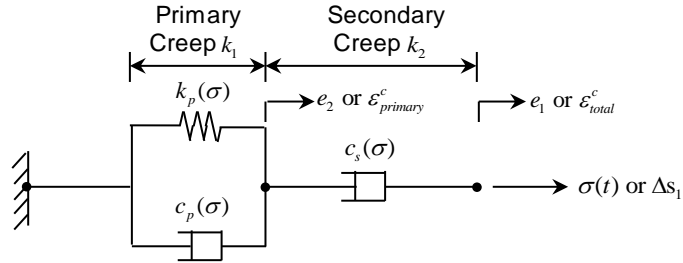 Primary
Creep k₁
Secondary
Creep k₂
kₚ(σ)
e₂ or εᶜprimary
e₁ or εᶜtotal
cₛ(σ)
cₚ(σ)
σ(t) or Δs₁